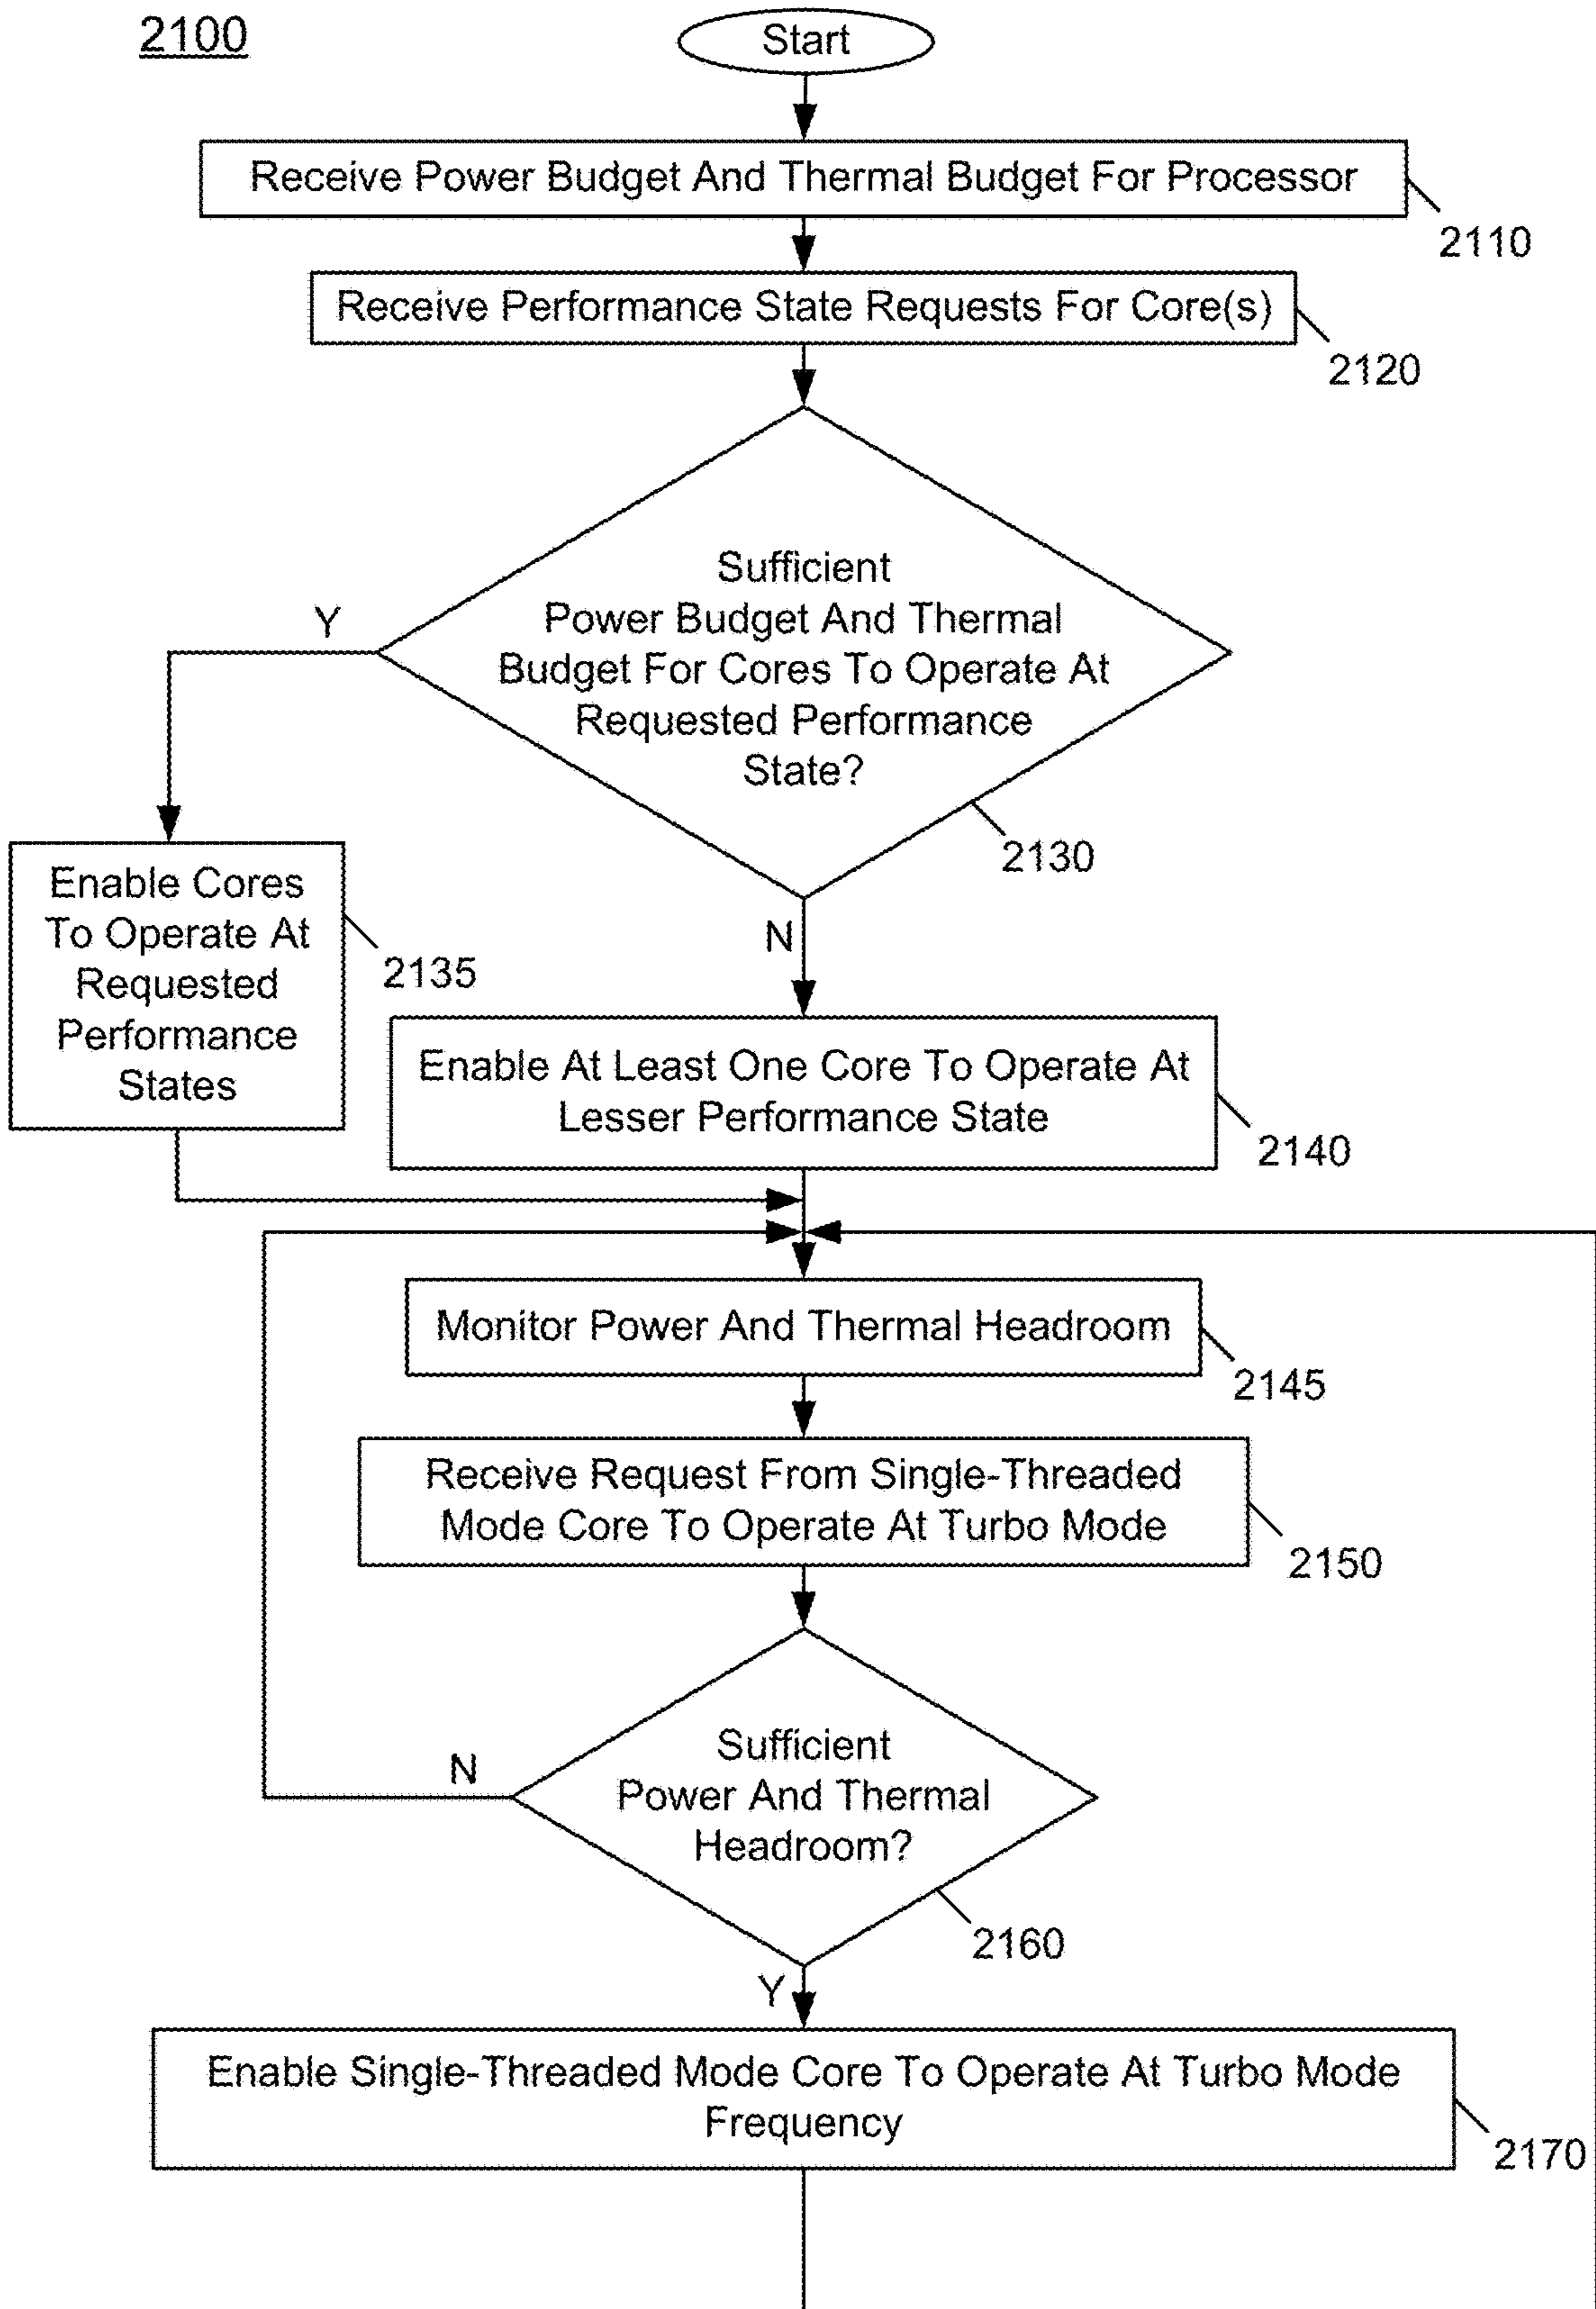 2100
Start
Receive Power Budget And Thermal Budget For Processor
2110
Receive Performance State Requests For Core(s)
2120
Sufficient
Power Budget And Thermal
Budget For Cores To Operate At
Requested Performance
State?
2130
Y
N
Enable Cores
To Operate At
Requested
Performance
States
2135
Enable At Least One Core To Operate At
Lesser Performance State
2140
Monitor Power And Thermal Headroom
2145
Receive Request From Single-Threaded
Mode Core To Operate At Turbo Mode
2150
Sufficient
Power And Thermal
Headroom?
2160
N
Y
Enable Single-Threaded Mode Core To Operate At Turbo Mode
Frequency
2170